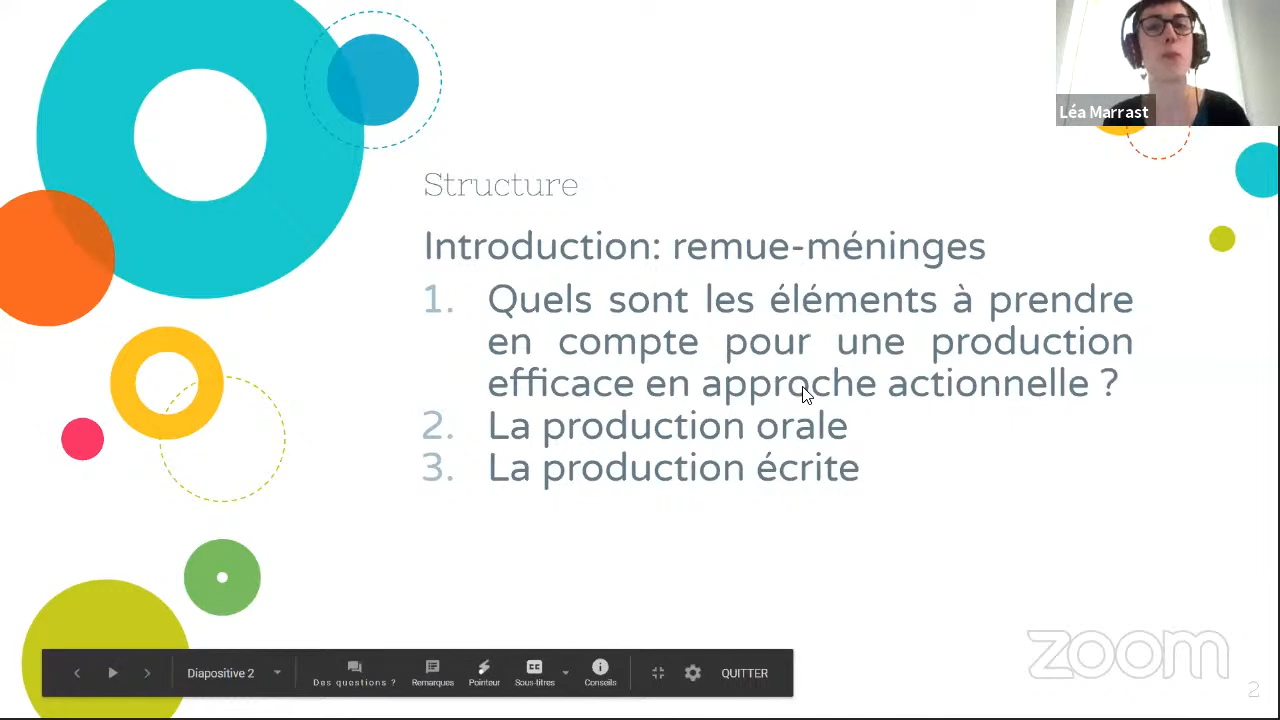 Léa Marrast
Structure
Introduction: remue-méninges
1. Quels sont les éléments à prendre
en compte pour une production
efficace en approche actionnelle ?
2. La production orale
3. La production écrite
Diapositive 2
Des questions ?
Remarques
Pointeur
CC
Sous-titres
Conseils
QUITTER
zoom
2